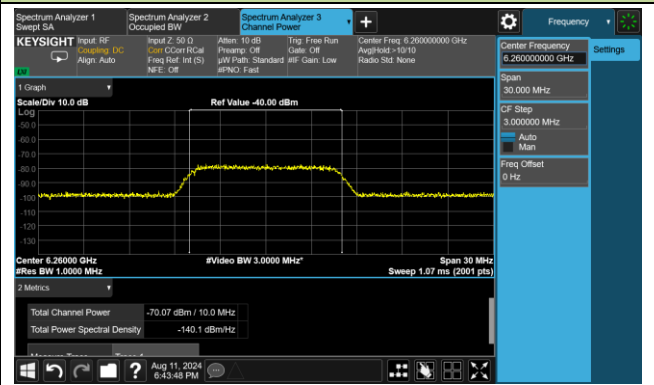 Spectrum Analyzer 1
Swept SA
Spectrum Analyzer 2
Occupied BW
Spectrum Analyzer 3
Channel Power
Frequency
KEYSIGHT
Input: RF
Coupling: DC
Align: Auto
Input Z: 50 Ω
Corr CCorr RCal
Freq Ref: Int (S)
NFE: Off
Atten: 10 dB
Preamp: Off
µW Path: Standard
#PNO: Fast
Trig: Free Run
Gate: Off
#IF Gain: Low
Center Freq: 6.260000000 GHz
Avg|Hold:>10/10
Radio Std: None
Center Frequency
6.260000000 GHz
Settings
Span
30.000 MHz
CF Step
3.000000 MHz
Auto
Man
Freq Offset
0 Hz
1 Graph
Scale/Div 10.0 dB
Ref Value -40.00 dBm
Log
-50.0
-60.0
-70.0
-80.0
-90.0
-100
-110
-120
-130
Center 6.26000 GHz
#Video BW 3.0000 MHz*
Span 30 MHz
#Res BW 1.0000 MHz
Sweep 1.07 ms (2001 pts)
2 Metrics
Total Channel Power -70.07 dBm / 10.0 MHz
Total Power Spectral Density -140.1 dBm/Hz
Aug 11, 2024
6:43:48 PM